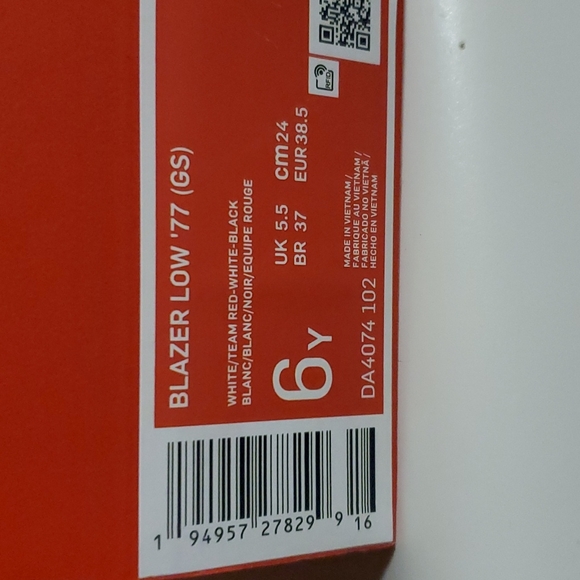 BLAZER LOW '77 (GS)
WHITE/TEAM RED-WHITE-BLACK
BLANC/BLANC/NOIR/EQUIPE ROUGE
6Y
UK 5.5 cm 24
BR 37 EUR 38.5
MADE IN VIETNAM /
FABRIQUE AU VIETNAM /
FABRICADO NO VIETNÃ /
HECHO EN VIETNAM
DA4074 102
RFID
1 94957 27829 9 16